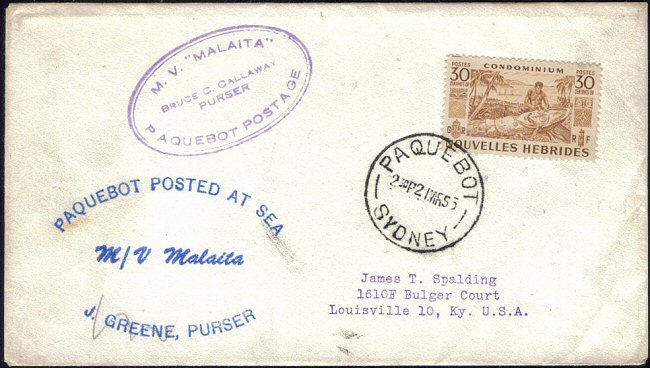 M. V. "MALAITA"
BRUCE C. CALLAWAY
PURSER
PAQUEBOT POSTAGE
POSTES POSTES
CONDOMINIUM
30 30
R F
NOUVELLES HEBRIDES
PAQUEBOT
SYDNEY
PAQUEBOT POSTED AT SEA
M/V Malaita
J. GREENE, PURSER
James T. Spalding
1610F Bulger Court
Louisville 10, Ky. U.S.A.